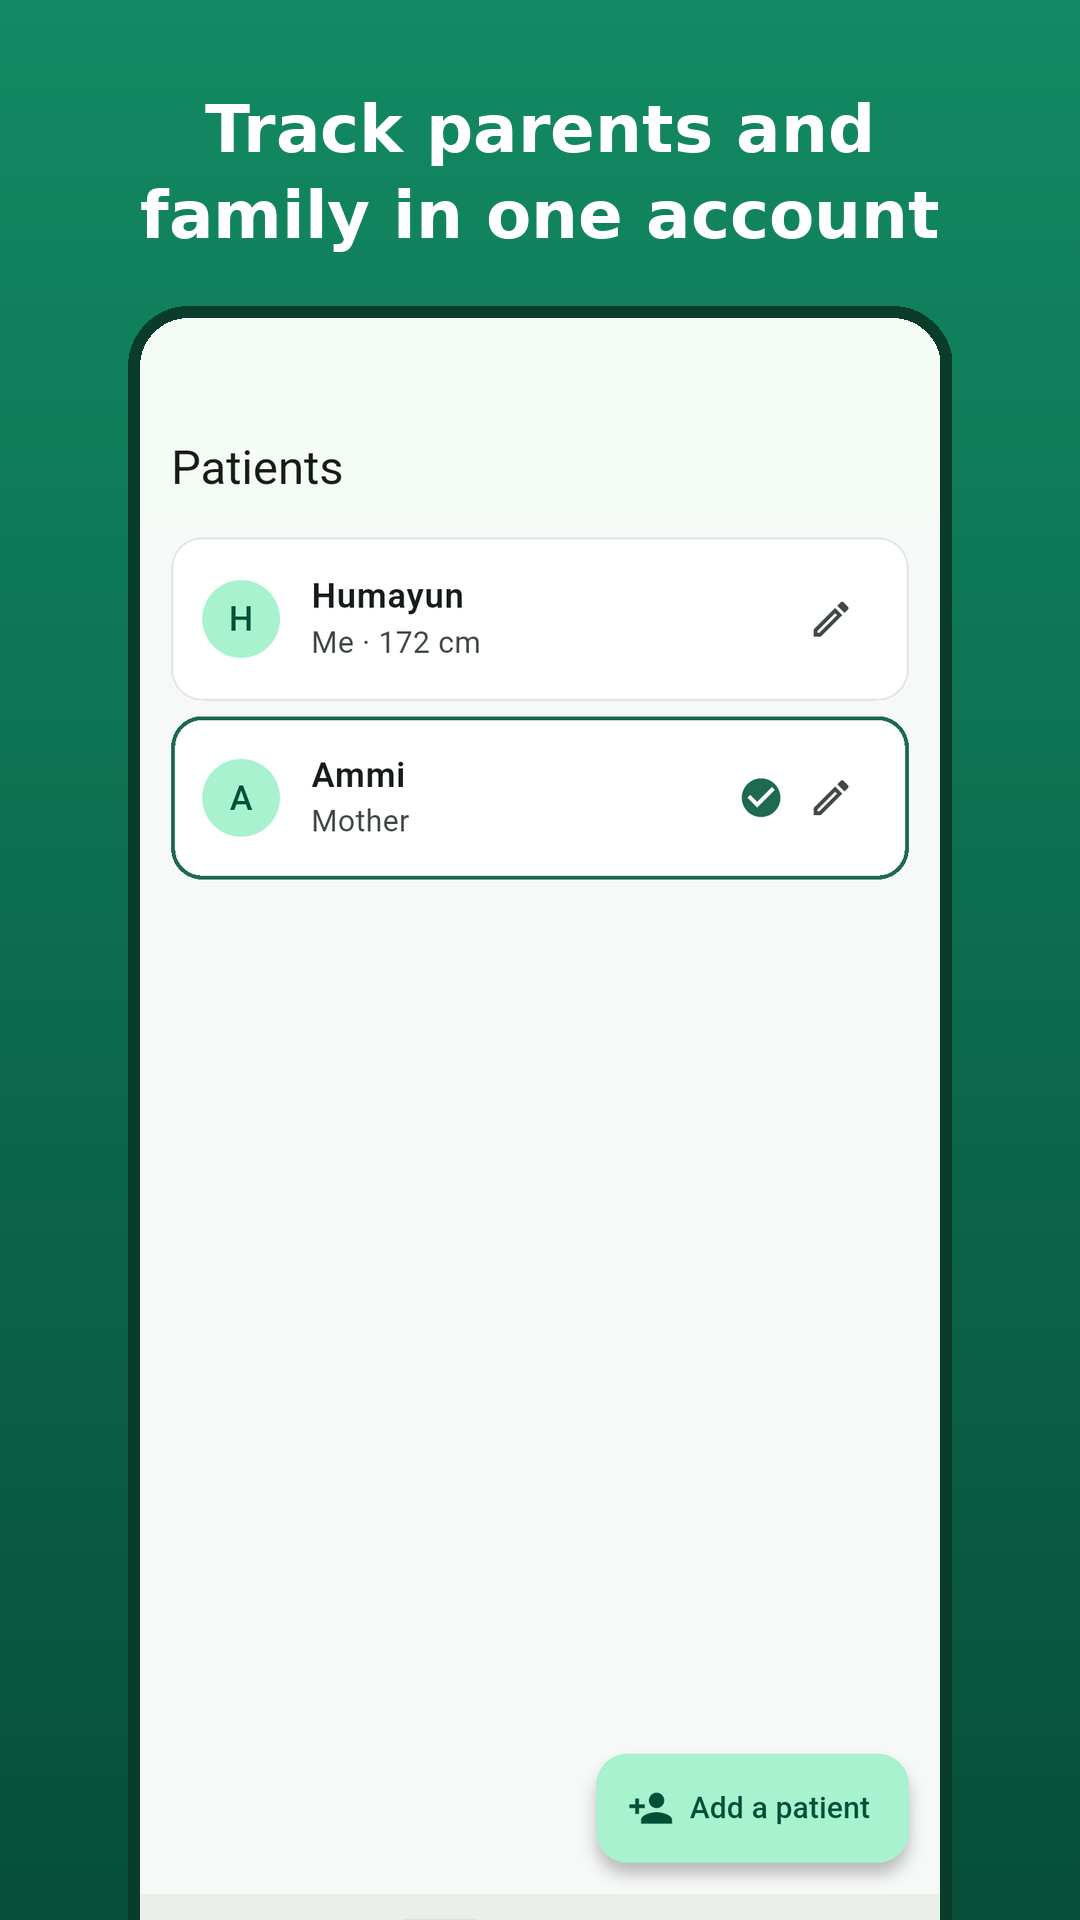 Track parents and
family in one account
Patients
H
Humayun
Me · 172 cm
A
Ammi
Mother
Add a patient